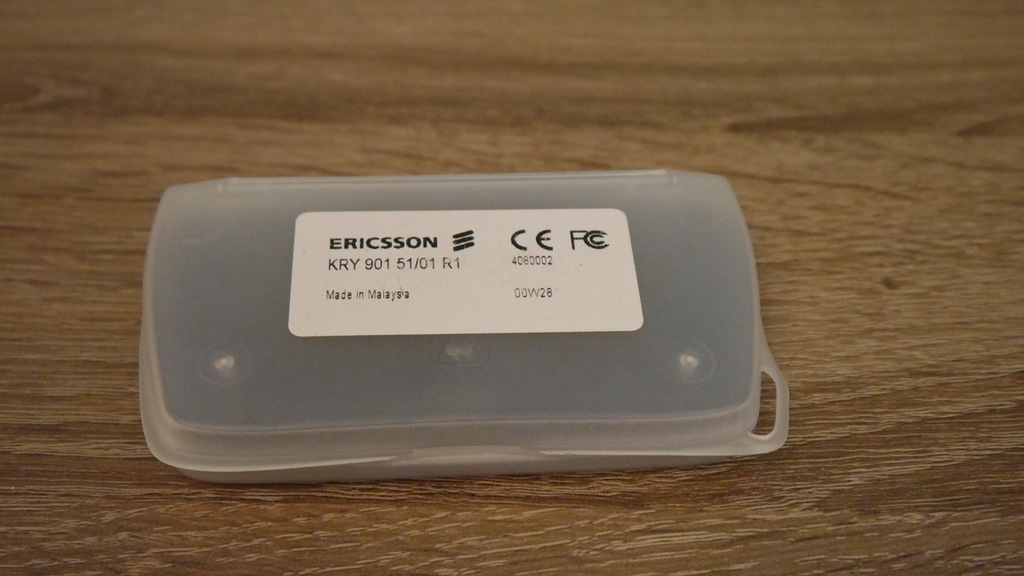 ERICSSON
CE FC
KRY 901 51/01 R1
4060002
Made in Malaysia
00W28